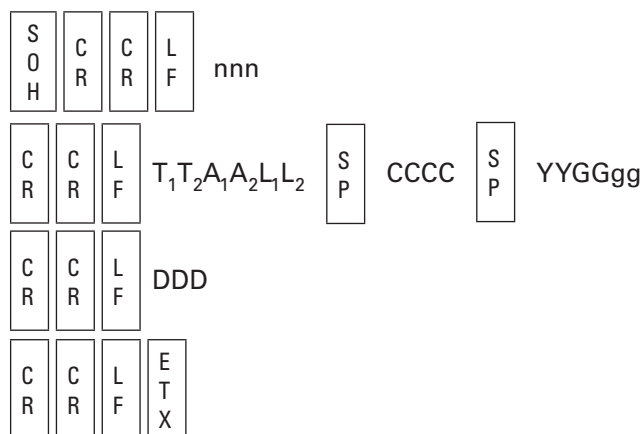 SOH CR CR LF nnn
CR CR LF T₁T₂A₁A₂L₁L₂ SP CCCC SP YYGGgg
CR CR LF DDD
CR CR LF ETX